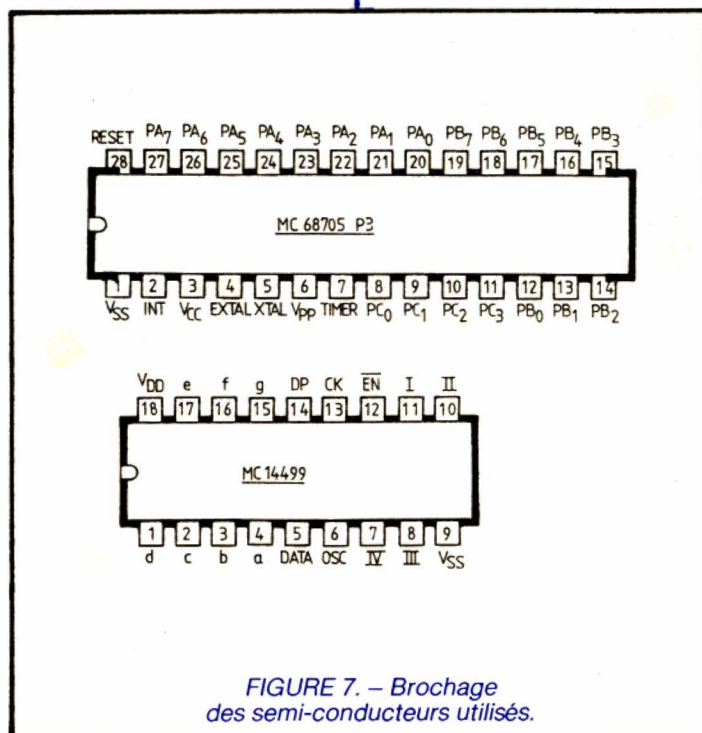 RESET PA7 PA6 PA5 PA4 PA3 PA2 PA1 PA0 PB7 PB6 PB5 PB4 PB3
28 27 26 25 24 23 22 21 20 19 18 17 16 15
MC 68705 P3
1 2 3 4 5 6 7 8 9 10 11 12 13 14
VSS INT VCC EXTAL XTAL VPP TIMER PC0 PC1 PC2 PC3 PB0 PB1 PB2
VDD e f g DP CK EN I II
18 17 16 15 14 13 12 11 10
MC 14499
1 2 3 4 5 6 7 8 9
d c b a DATA OSC IV III VSS
FIGURE 7. – Brochage
des semi-conducteurs utilisés.